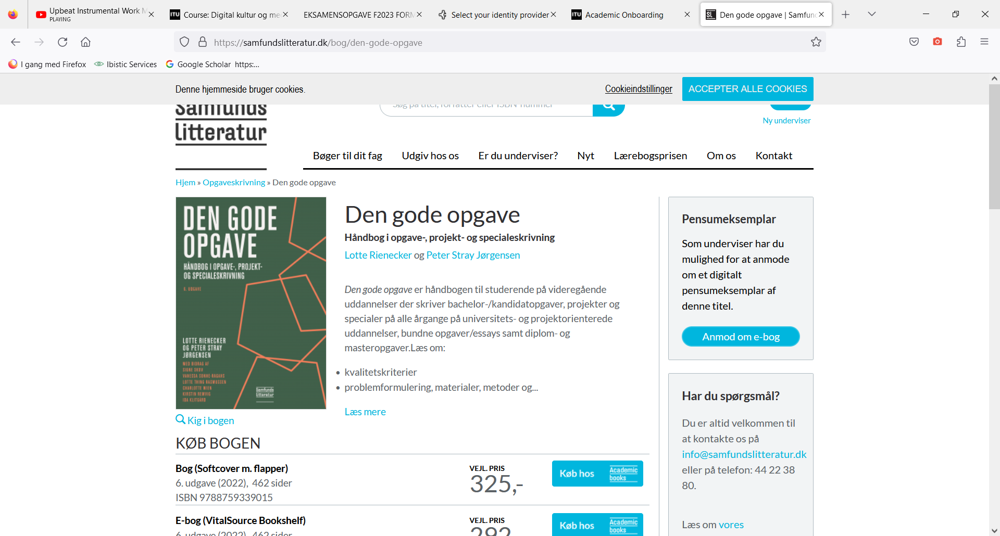 Upbeat Instrumental Work M
PLAYING
Course: Digital kultur og me
EKSAMENSOPGAVE F2023 FORM
Select your identity provider
Academic Onboarding
Den gode opgave | Samfund
https://samfundslitteratur.dk/bog/den-gode-opgave
I gang med Firefox
Ibistic Services
Google Scholar https:...
Denne hjemmeside bruger cookies.
Cookieindstillinger
ACCEPTER ALLE COOKIES
Samfunds
litteratur
Søg på titel, forfatter eller ISBN-nummer
Ny underviser
Bøger til dit fag
Udgiv hos os
Er du underviser?
Nyt
Lærebogsprisen
Om os
Kontakt
Hjem » Opgaveskrivning » Den gode opgave
DEN GODE
OPGAVE
HÅNDBOG I OPGAVE-, PROJEKT-
OG SPECIALESKRIVNING
6. UDGAVE
LOTTE RIENECKER
OG PETER STRAY
JØRGENSEN
MED BIDRAG AF
SIGNE SKOV
VANESSA SONNE-RAGANS
LOTTE THING RASMUSSEN
CHARLOTTE WIEN
KIRSTIN REMVIG
IDA KLITGÅRD
Samfunds
litteratur
Kig i bogen
Den gode opgave
Håndbog i opgave-, projekt- og specialeskrivning
Lotte Rienecker og Peter Stray Jørgensen
Den gode opgave er håndbogen til studerende på videregående
uddannelser der skriver bachelor-/kandidatopgaver, projekter og
specialer på alle årgange på universitets- og projektorienterede
uddannelser, bundne opgaver/essays samt diplom- og
masteropgaver.Læs om:
• kvalitetskriterier
• problemformulering, materialer, metoder og...
Læs mere
KØB BOGEN
Bog (Softcover m. flapper)
6. udgave (2022), 462 sider
ISBN 9788759339015
VEJL. PRIS
325,-
Køb hos
Academic
books
E-bog (VitalSource Bookshelf)
6. udgave (2022), 462 sider
VEJL. PRIS
292
Køb hos
Academic
books
Pensumeksemplar
Som underviser har du
mulighed for at anmode
om et digitalt
pensumeksemplar af
denne titel.
Anmod om e-bog
Har du spørgsmål?
Du er altid velkommen til
at kontakte os på
info@samfundslitteratur.dk
eller på telefon: 44 22 38
80.
Læs om vores